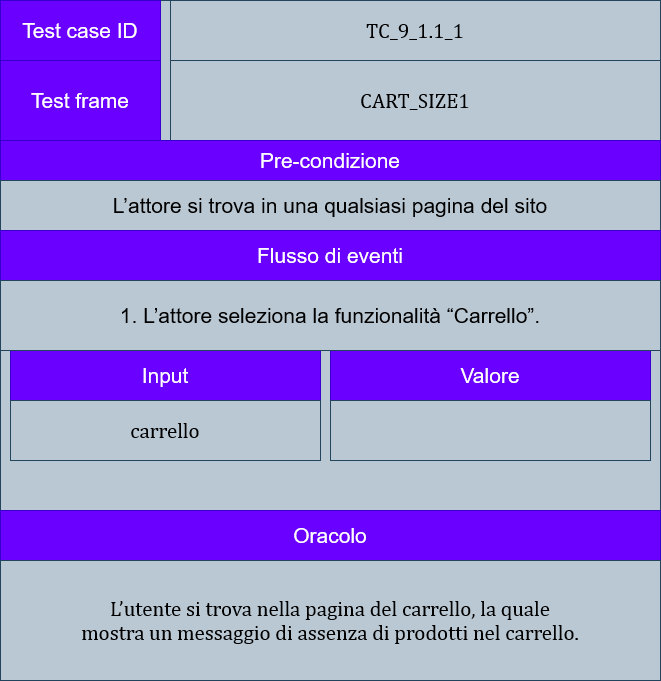 Test case ID
TC_9_1.1_1
Test frame
CART_SIZE1
Pre-condizione
L’attore si trova in una qualsiasi pagina del sito
Flusso di eventi
1. L’attore seleziona la funzionalità “Carrello”.
Input
Valore
carrello
Oracolo
L’utente si trova nella pagina del carrello, la quale
mostra un messaggio di assenza di prodotti nel carrello.